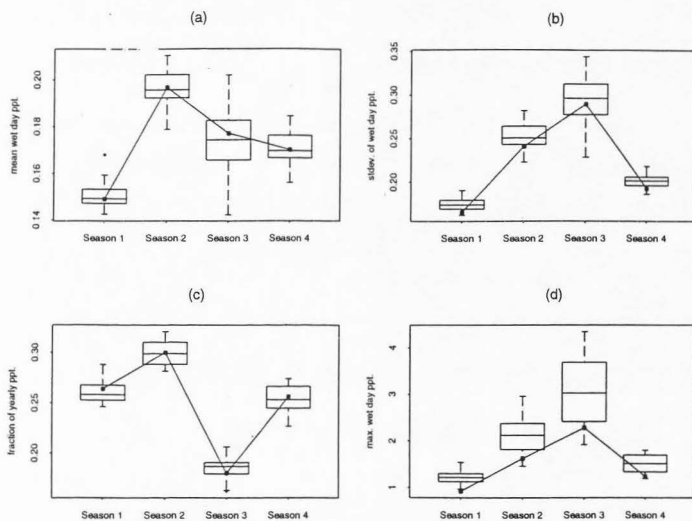 (a)
mean wet day ppt.
0.20
0.18
0.16
0.14
Season 1 Season 2 Season 3 Season 4
(b)
stdev. of wet day ppt.
0.35
0.30
0.25
0.20
Season 1 Season 2 Season 3 Season 4
(c)
fraction of yearly ppt.
0.30
0.25
0.20
Season 1 Season 2 Season 3 Season 4
(d)
max. wet day ppt.
4
3
2
1
Season 1 Season 2 Season 3 Season 4